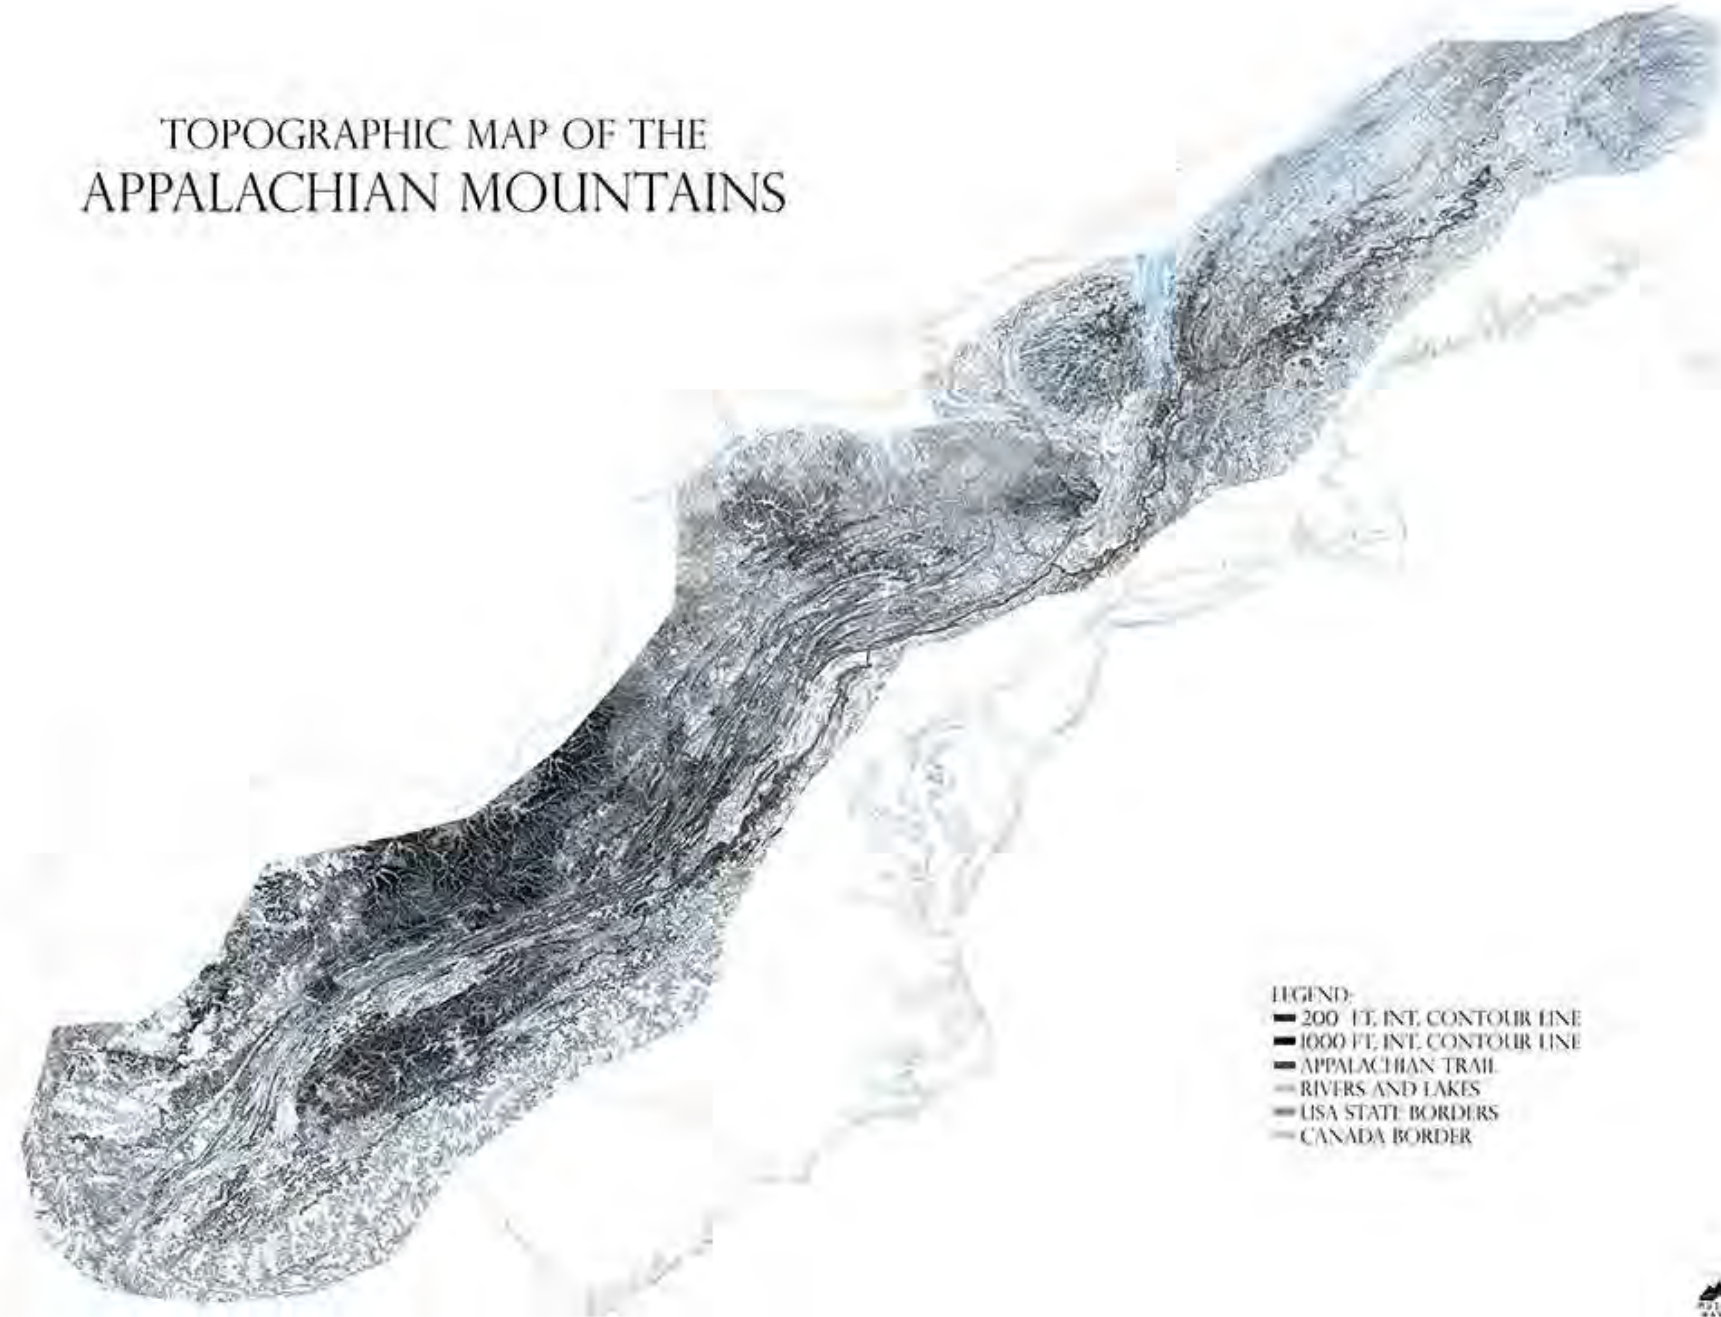 TOPOGRAPHIC MAP OF THE
APPALACHIAN MOUNTAINS
LEGEND:
200 FT. INT. CONTOUR LINE
1000 FT. INT. CONTOUR LINE
APPALACHIAN TRAIL
RIVERS AND LAKES
USA STATE BORDERS
CANADA BORDER